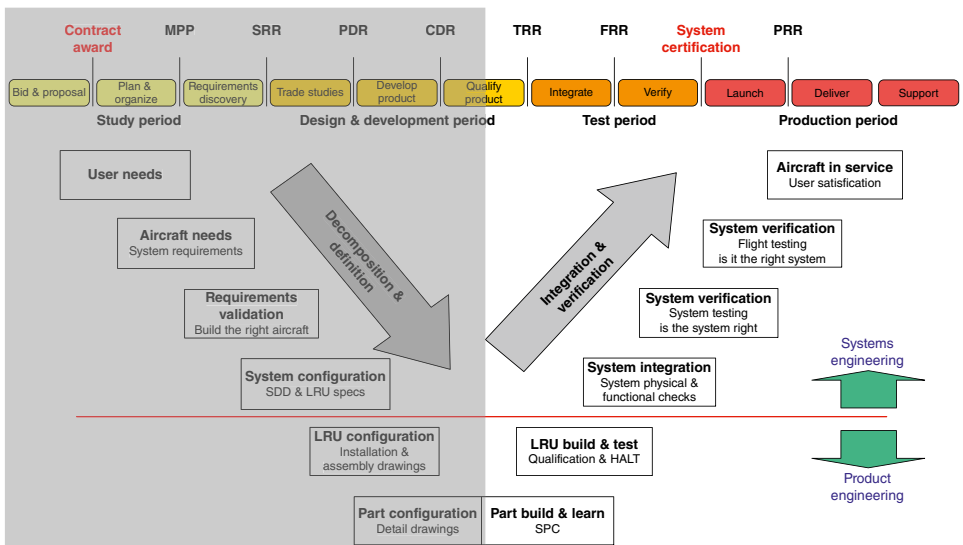 Contract
award
MPP
SRR
PDR
CDR
TRR
FRR
System
certification
PRR
Bid & proposal
Plan &
organize
Requirements
discovery
Trade studies
Develop
product
Qualify
product
Integrate
Verify
Launch
Deliver
Support
Study period
Design & development period
Test period
Production period
User needs
Aircraft in service
User satisfaction
Decomposition &
definition
Integration &
verification
Aircraft needs
System requirements
System verification
Flight testing
is it the right system
Requirements
validation
Build the right aircraft
System verification
System testing
is the system right
System configuration
SDD & LRU specs
System integration
System physical &
functional checks
Systems
engineering
LRU configuration
Installation &
assembly drawings
LRU build & test
Qualification & HALT
Product
engineering
Part configuration
Detail drawings
Part build & learn
SPC